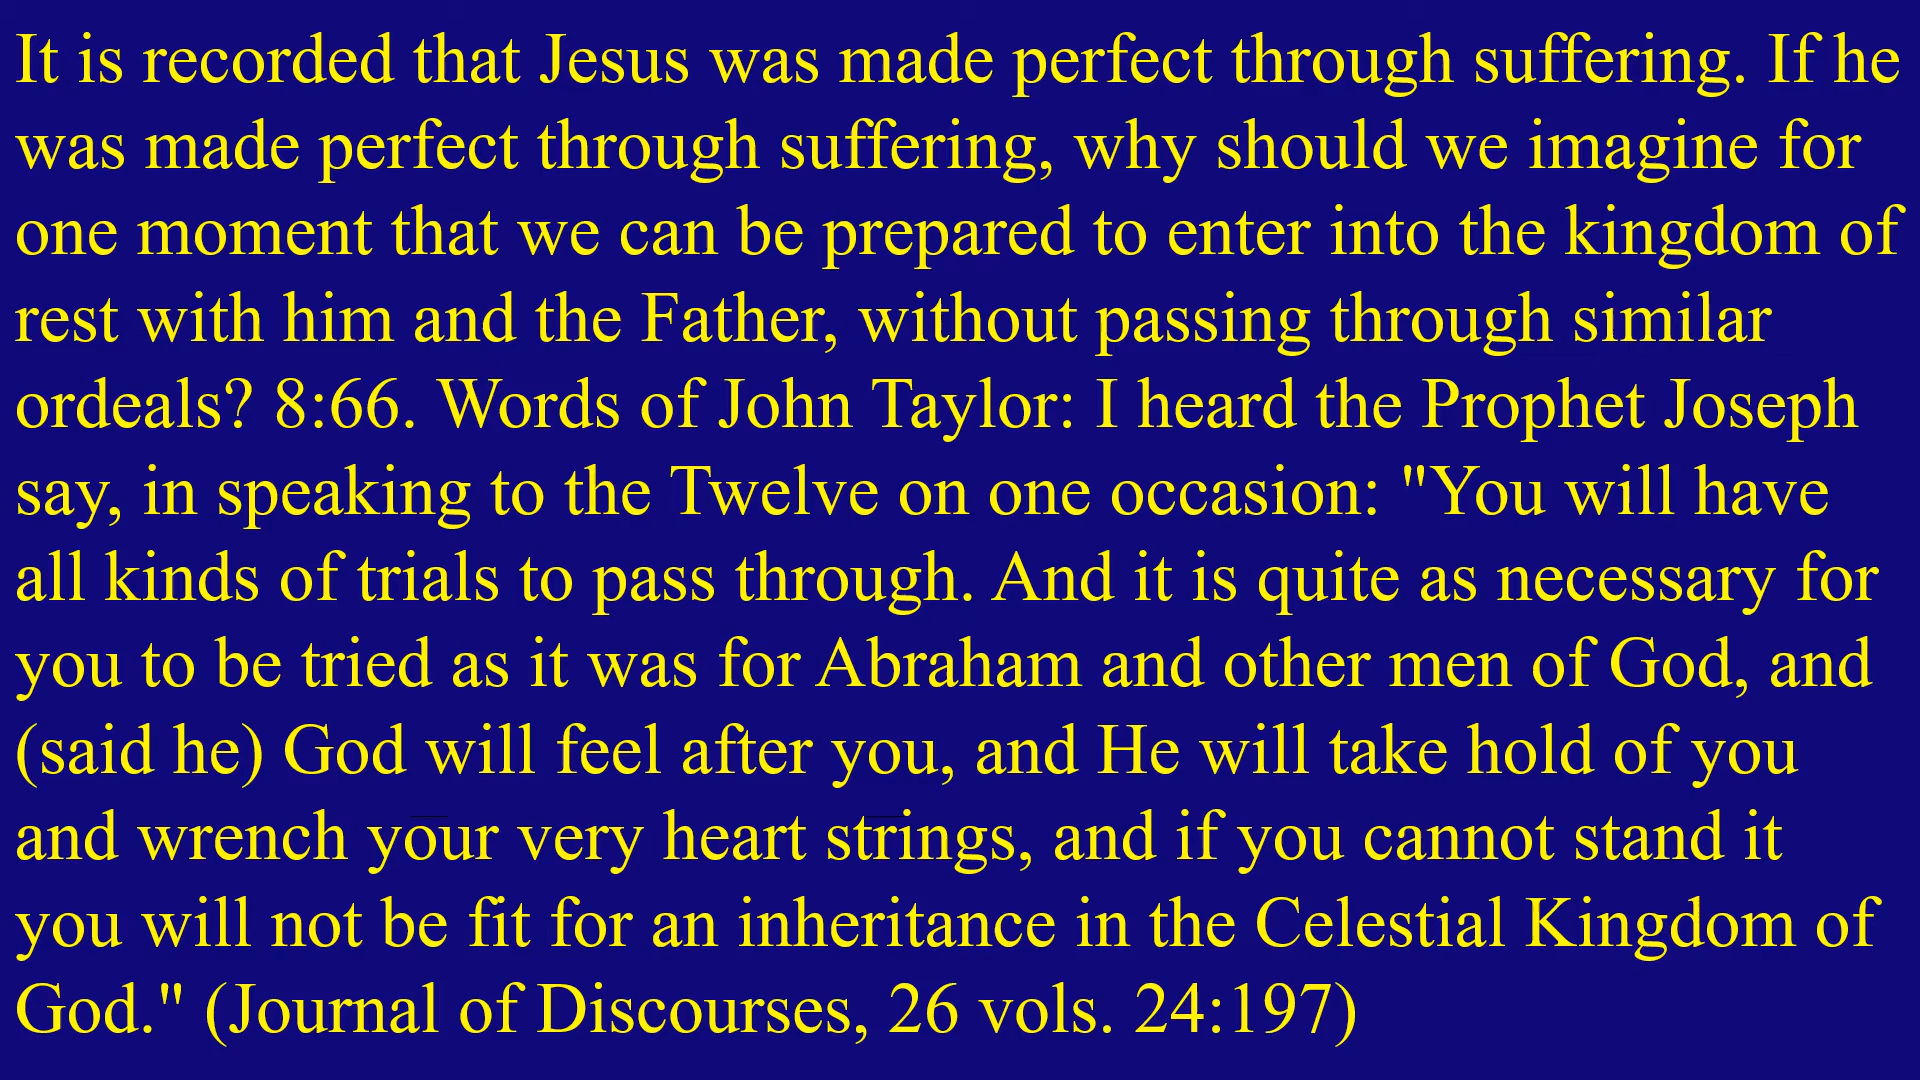 It is recorded that Jesus was made perfect through suffering. If he
was made perfect through suffering, why should we imagine for
one moment that we can be prepared to enter into the kingdom of
rest with him and the Father, without passing through similar
ordeals? 8:66. Words of John Taylor: I heard the Prophet Joseph
say, in speaking to the Twelve on one occasion: "You will have
all kinds of trials to pass through. And it is quite as necessary for
you to be tried as it was for Abraham and other men of God, and
(said he) God will feel after you, and He will take hold of you
and wrench your very heart strings, and if you cannot stand it
you will not be fit for an inheritance in the Celestial Kingdom of
God." (Journal of Discourses, 26 vols. 24:197)